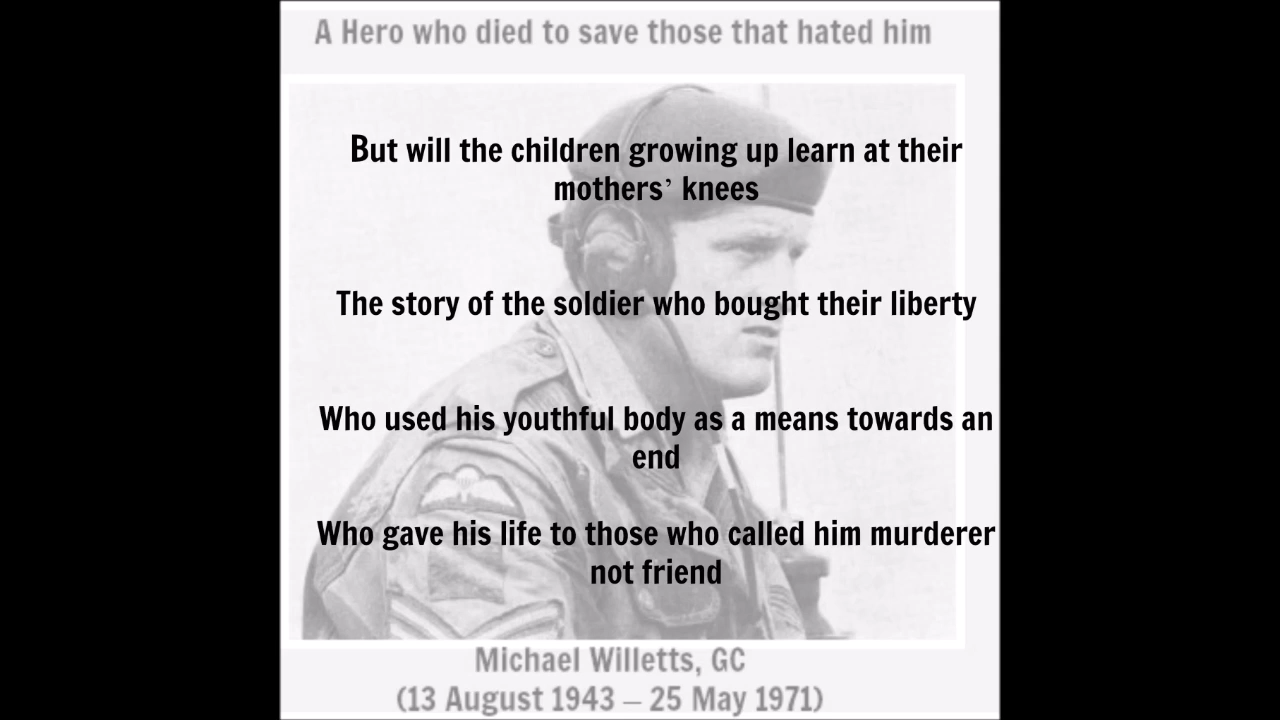 A Hero who died to save those that hated him
But will the children growing up learn at their
mothers’ knees
The story of the soldier who bought their liberty
Who used his youthful body as a means towards an
end
Who gave his life to those who called him murderer
not friend
Michael Willetts, GC
(13 August 1943 – 25 May 1971)